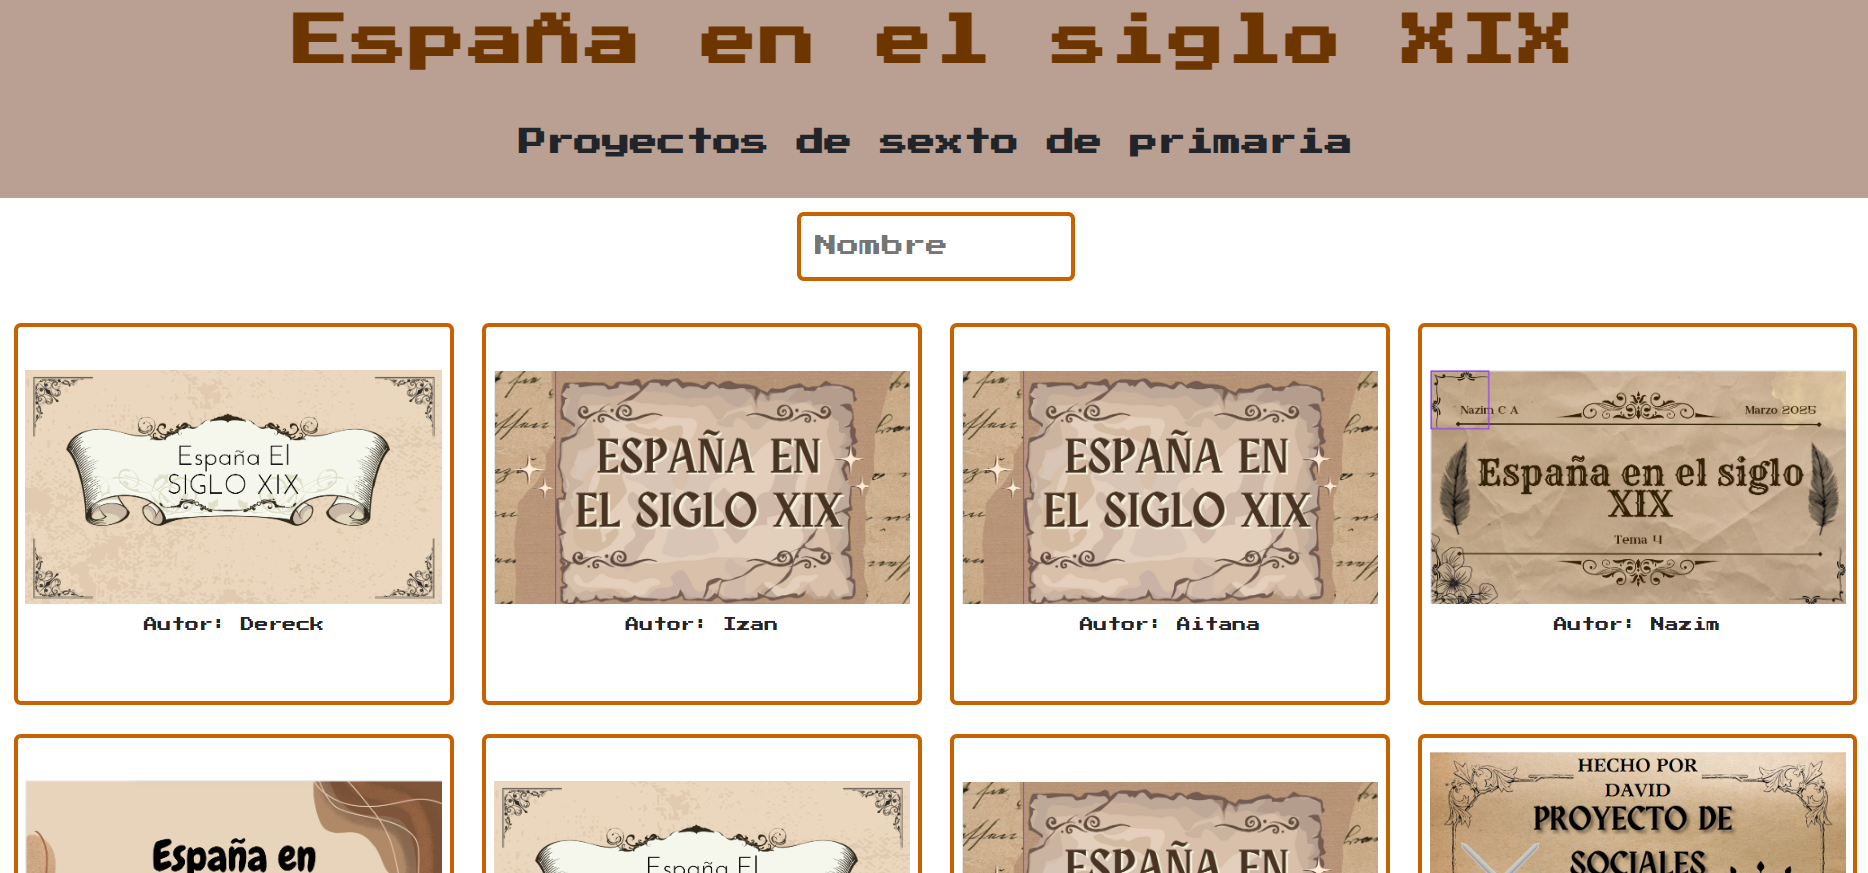 España en el siglo XIX
Proyectos de sexto de primaria
Nombre
España El
SIGLO XIX
Autor: Dereck
ESPAÑA EN
EL SIGLO XIX
Autor: Izan
ESPAÑA EN
EL SIGLO XIX
Autor: Aitana
Nazim C A
Marzo 2025
España en el siglo
XIX
Tema 4
Autor: Nazim
España en
España El
ESPAÑA EN
HECHO POR
DAVID
PROYECTO DE
SOCIALES